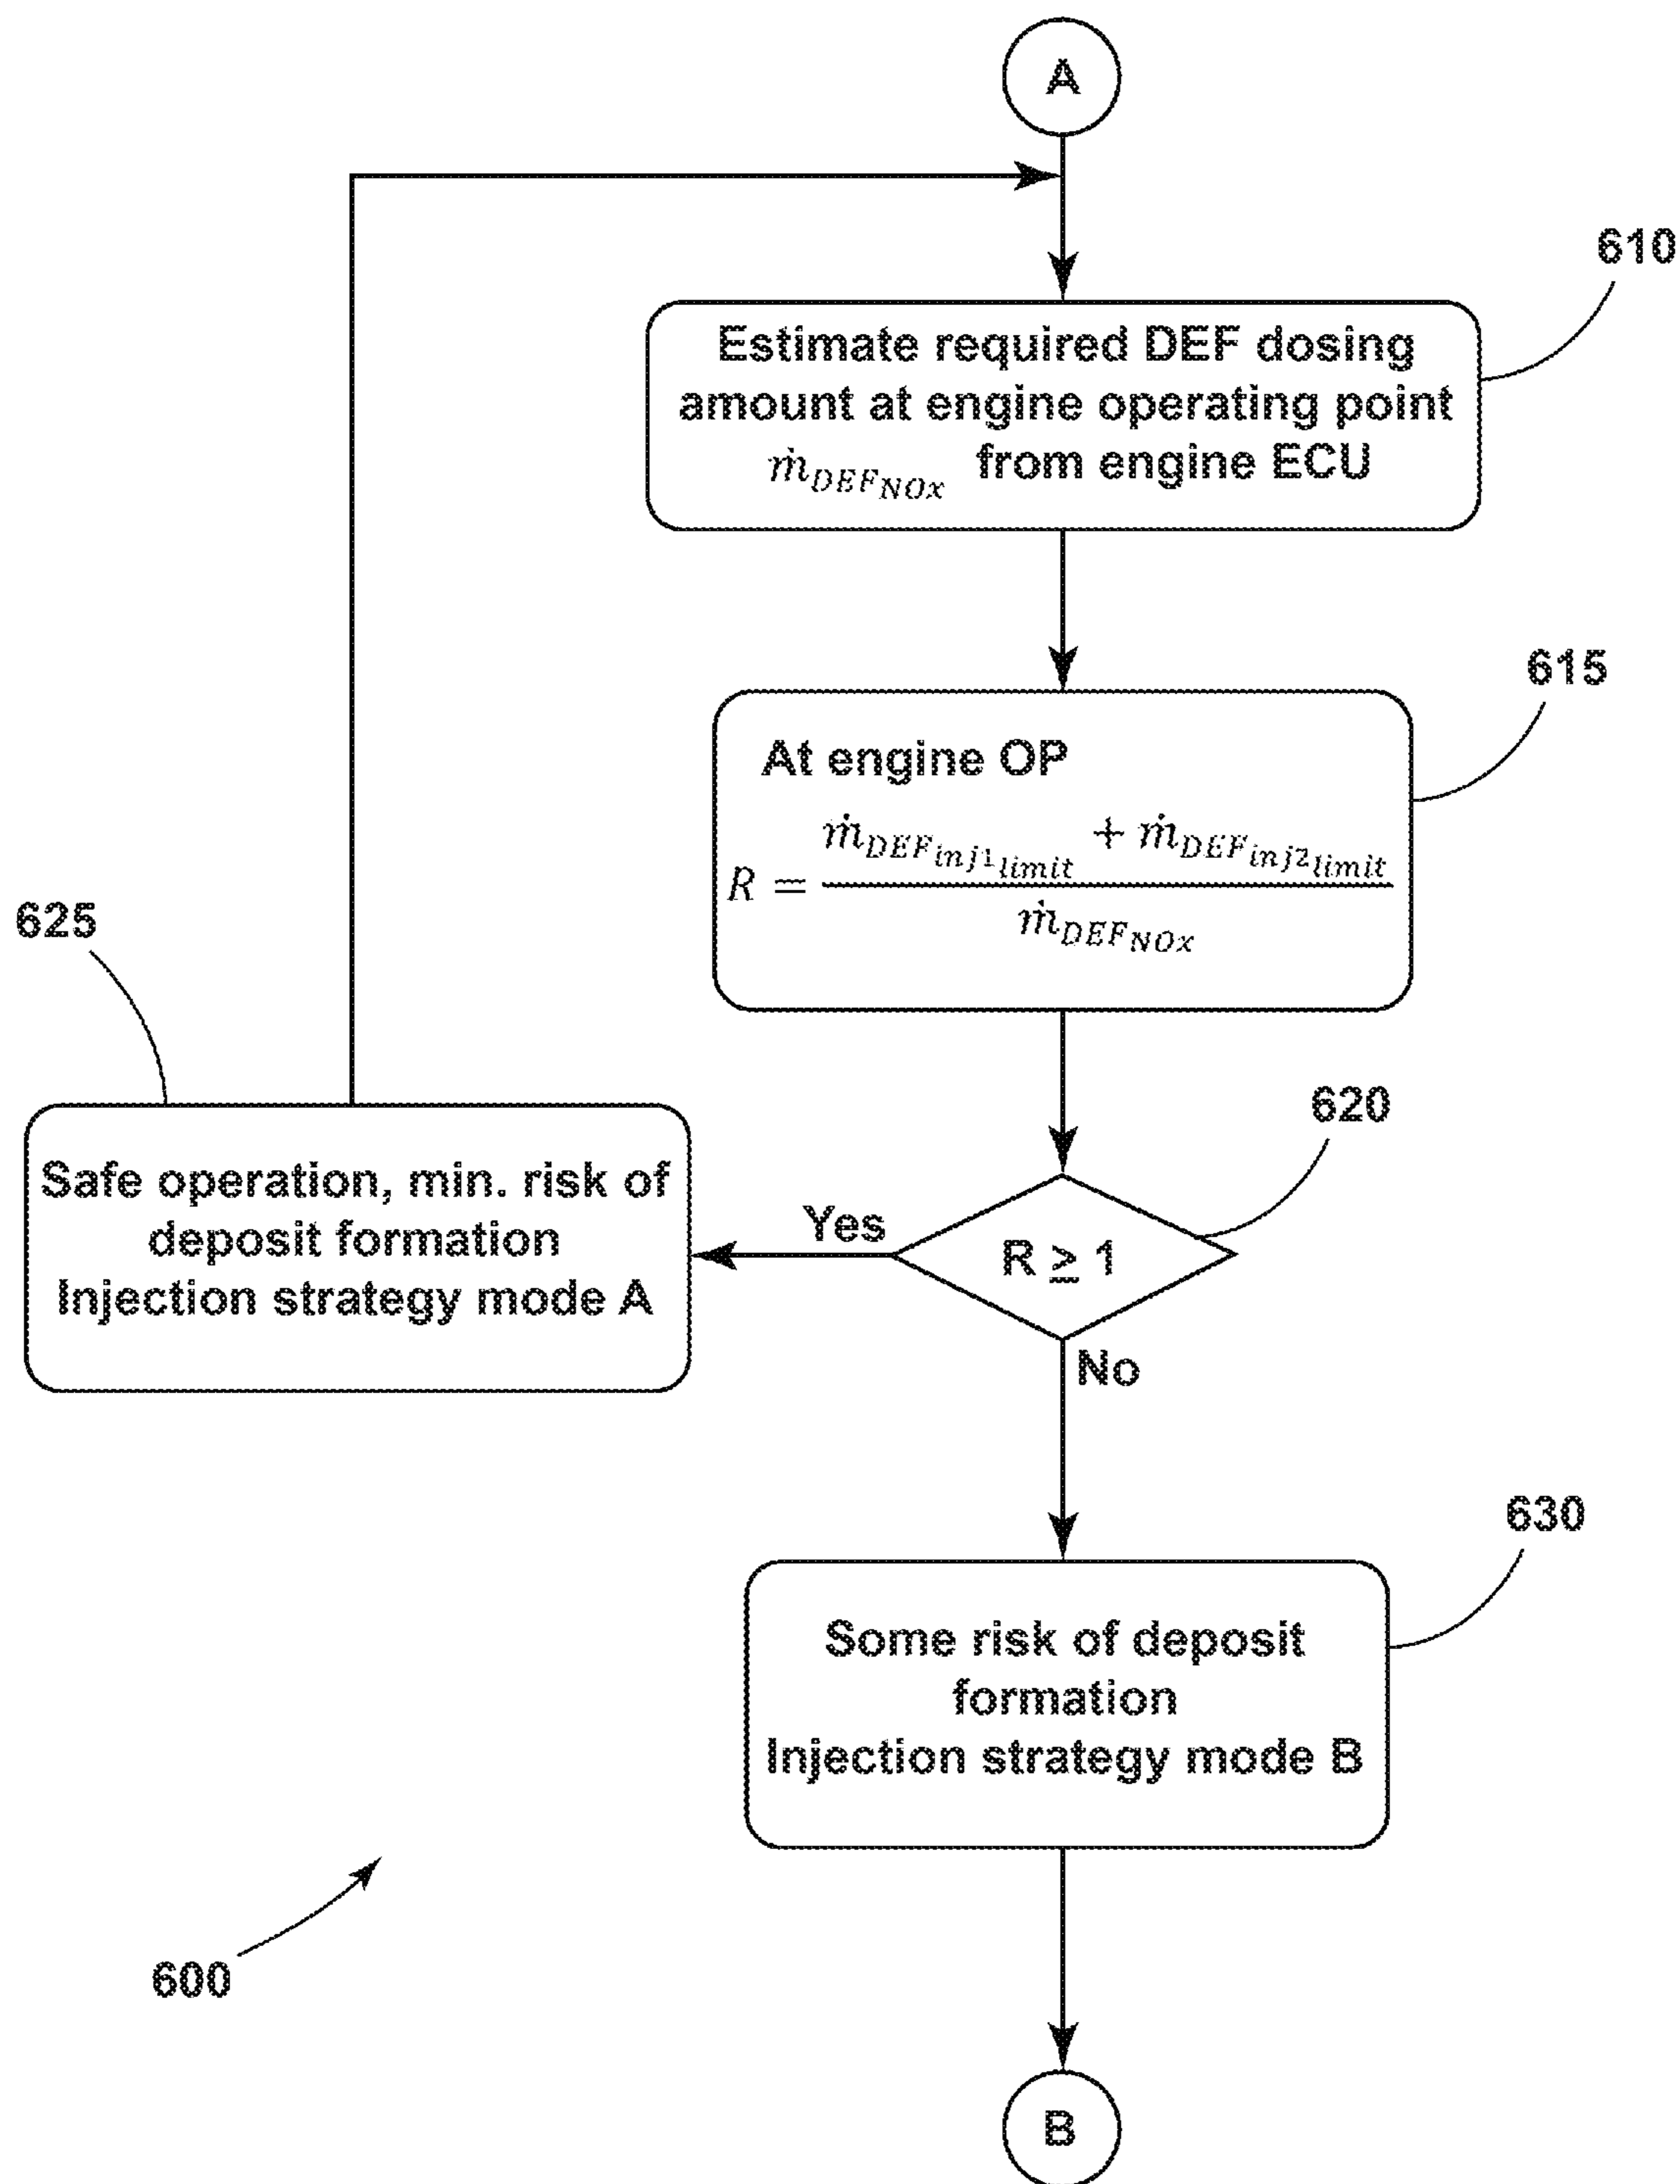 A
610
Estimate required DEF dosing
amount at engine operating point
ṁ_{DEF_{NOx}} from engine ECU
615
At engine OP
R = \frac{ṁ_{DEF_{inj1_{limit}}} + ṁ_{DEF_{inj2_{limit}}}}{ṁ_{DEF_{NOx}}}
625
620
Safe operation, min. risk of
deposit formation
Injection strategy mode A
Yes
R ≥ 1
No
630
Some risk of deposit
formation
Injection strategy mode B
600
B